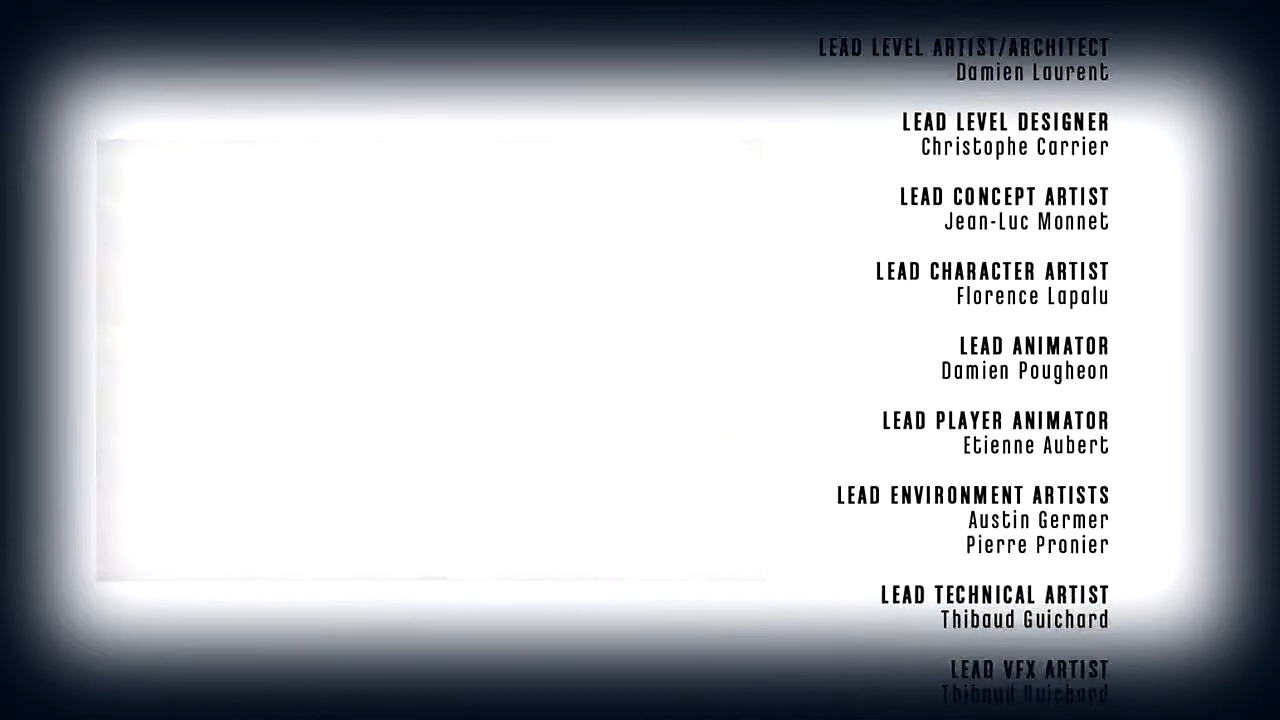 LEAD LEVEL ARTIST/ARCHITECT
Damien Laurent
LEAD LEVEL DESIGNER
Christophe Carrier
LEAD CONCEPT ARTIST
Jean-Luc Monnet
LEAD CHARACTER ARTIST
Florence Lapalu
LEAD ANIMATOR
Damien Pougheon
LEAD PLAYER ANIMATOR
Etienne Aubert
LEAD ENVIRONMENT ARTISTS
Austin Germer
Pierre Pronier
LEAD TECHNICAL ARTIST
Thibaud Guichard
LEAD VFX ARTIST
Thibaud Guichard